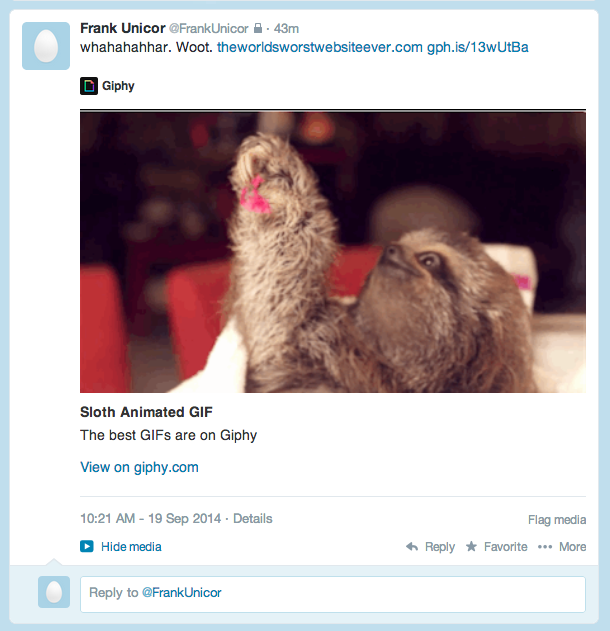 Frank Unicor @FrankUnicor · 43m
whahahahhar. Woot. theworldsworstwebsiteever.com gph.is/13wUtBa
Giphy
Sloth Animated GIF
The best GIFs are on Giphy
View on giphy.com
10:21 AM - 19 Sep 2014 · Details
Flag media
Hide media
Reply
Favorite
More
Reply to @FrankUnicor